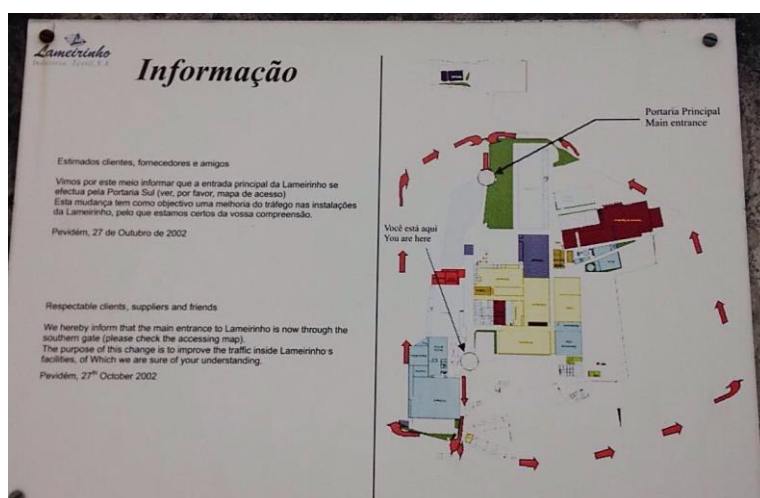 Lameirinho
Indústria Têxtil, S.A.
Informação
Estimados clientes, fornecedores e amigos
Vimos por este meio informar que a entrada principal da Lameirinho se
efectua pela Portaria Sul (ver, por favor, mapa de acesso)
Esta mudança tem como objectivo uma melhoria do tráfego nas instalações
da Lameirinho, pelo que estamos certos da vossa compreensão.
Pevidém, 27 de Outubro de 2002
Respectable clients, suppliers and friends
We hereby inform that the main entrance to Lameirinho is now through the
southern gate (please check the accessing map).
The purpose of this change is to improve the traffic inside Lameirinho´s
facilities, of Which we are sure of your understanding.
Pevidém, 27th October 2002
Portaria Principal
Main entrance
Você está aqui
You are here